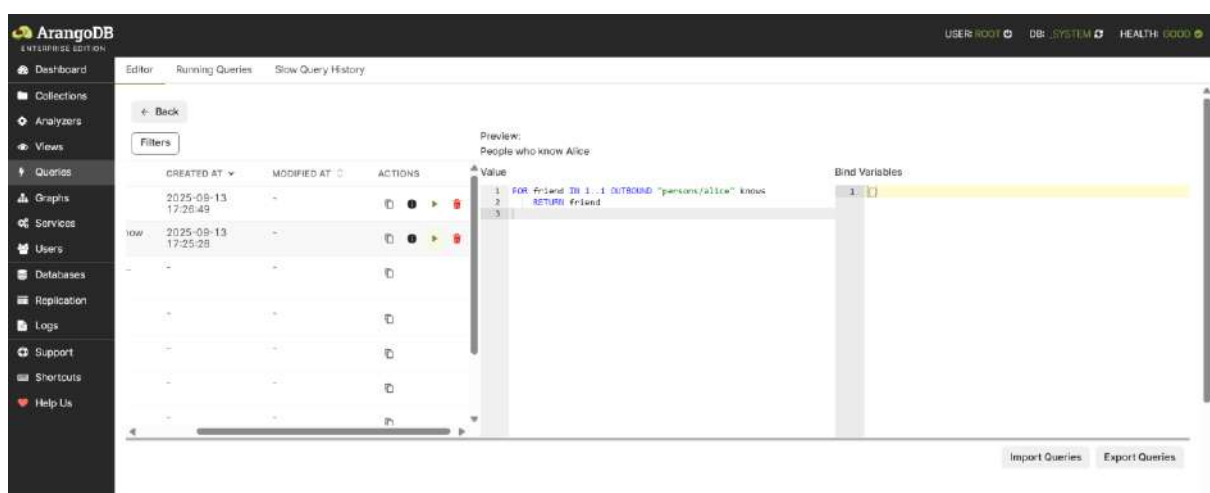 ArangoDB
ENTERPRISE EDITION
USER: ROOT DB: _SYSTEM HEALTH: GOOD
Dashboard
Collections
Analyzers
Views
Queries
Graphs
Services
Users
Databases
Replication
Logs
Support
Shortcuts
Help Us
Editor Running Queries Slow Query History
← Back
Filters
CREATED AT MODIFIED AT ACTIONS
2025-09-13
17:26:49
-
now
2025-09-13
17:25:28
-
- -
- -
- -
- -
- -
Preview:
People who know Alice
Value
1 FOR friend IN 1..1 OUTBOUND "persons/alice" knows
2 RETURN friend
3
Bind Variables
1 {}
Import Queries Export Queries